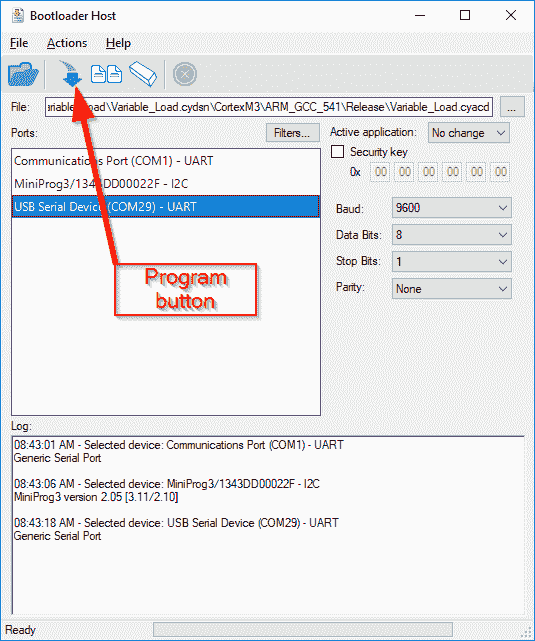 Bootloader Host
File Actions Help
File: ıriable_Load\Variable_Load.cydsn\CortexM3\ARM_GCC_541\Release\Variable_Load.cyacd ...
Ports: Filters... Active application: No change
Security key
0x 00 00 00 00 00 00
Communications Port (COM1) - UART
MiniProg3/1343DD00022F - I2C
USB Serial Device (COM29) - UART
Baud: 9600
Data Bits: 8
Stop Bits: 1
Parity: None
Program
button
Log:
08:43:01 AM - Selected device: Communications Port (COM1) - UART
Generic Serial Port
08:43:06 AM - Selected device: MiniProg3/1343DD00022F - I2C
MiniProg3 version 2.05 [3.11/2.10]
08:43:18 AM - Selected device: USB Serial Device (COM29) - UART
Generic Serial Port
Ready